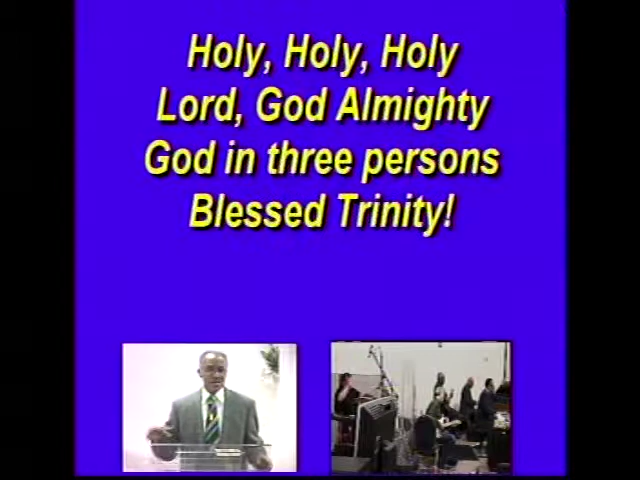 Holy, Holy, Holy
Lord, God Almighty
God in three persons
Blessed Trinity!